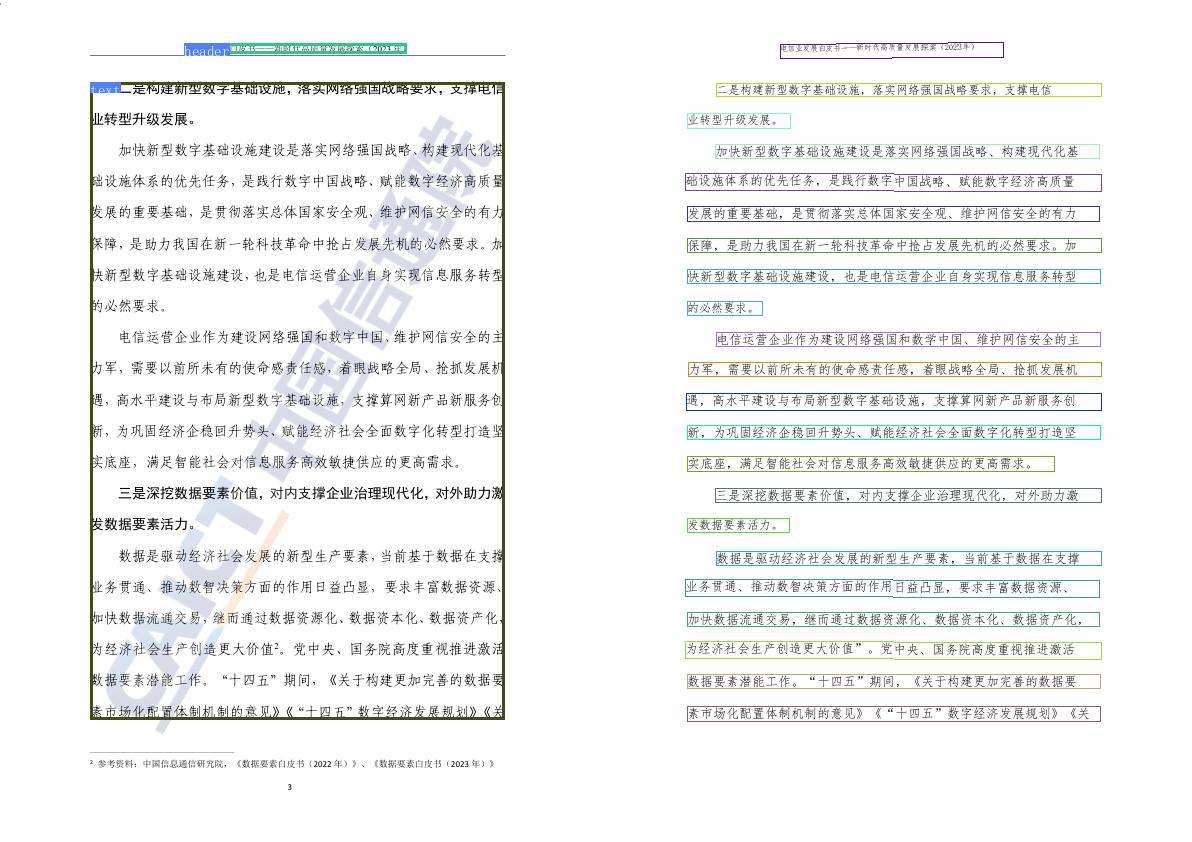 header 白皮书——新时代高质量发展探索（2023 年）
text 二是构建新型数字基础设施，落实网络强国战略要求，支撑电信
业转型升级发展。
加快新型数字基础设施建设是落实网络强国战略、构建现代化基
础设施体系的优先任务，是践行数字中国战略、赋能数字经济高质量
发展的重要基础，是贯彻落实总体国家安全观、维护网信安全的有力
保障，是助力我国在新一轮科技革命中抢占发展先机的必然要求。加
快新型数字基础设施建设，也是电信运营企业自身实现信息服务转型
的必然要求。
电信运营企业作为建设网络强国和数字中国、维护网信安全的主
力军，需要以前所未有的使命感责任感，着眼战略全局、抢抓发展机
遇，高水平建设与布局新型数字基础设施，支撑算网新产品新服务创
新，为巩固经济企稳回升势头、赋能经济社会全面数字化转型打造坚
实底座，满足智能社会对信息服务高效敏捷供应的更高需求。
三是深挖数据要素价值，对内支撑企业治理现代化，对外助力激
发数据要素活力。
数据是驱动经济社会发展的新型生产要素，当前基于数据在支撑
业务贯通、推动数智决策方面的作用日益凸显，要求丰富数据资源、
加快数据流通交易，继而通过数据资源化、数据资本化、数据资产化，
为经济社会生产创造更大价值²。党中央、国务院高度重视推进激活
数据要素潜能工作。“十四五”期间，《关于构建更加完善的数据要
素市场化配置体制机制的意见》《“十四五”数字经济发展规划》《关
² 参考资料：中国信息通信研究院，《数据要素白皮书（2022 年）》、《数据要素白皮书（2023 年）》
3
CAICT 中国信通院
电信业发展白皮书——新时代高质量发展探案（2023年）
二是构建新型数字基础设施，落实网络强国战略要求，支撑电信
业转型升级发展。
加快新型数字基础设施建设是落实网络强国战略、构建现代化基
础设施体系的优先任务，是践行数字中国战略、赋能数字经济高质量
发展的重要基础，是贯彻落实总体国家安全观、维护网信安全的有力
保障，是助力我国在新一轮科技革命中抢占发展先机的必然要求。加
快新型数字基础设施建设，也是电信运营企业自身实现信息服务转型
的必然要求。
电信运营企业作为建设网络强国和数学中国、维护网信安全的主
力军，需要以前所未有的使命感责任感，着眼战略全局、抢抓发展机
遇，高水平建设与布局新型数字基础设施，支撑算网新产品新服务创
新，为巩固经济企稳回升势头、赋能经济社会全面数字化转型打造坚
实底座，满足智能社会对信息服务高效敏捷供应的更高需求。
三是深挖数据要素价值，对内支撑企业治理现代化，对外助力激
发数据要素活力。
数据是驱动经济社会发展的新型生产要素，当前基于数据在支撑
业务贯通、推动数智决策方面的作用日益凸显，要求丰富数据资源、
加快数据流通交易，继而通过数据资源化、数据资本化、数据资产化，
为经济社会生产创造更大价值”。党中央、国务院高度重视推进激活
数据要素潜能工作。“十四五”期间，《关于构建更加完善的数据要
素市场化配置体制机制的意见》《“十四五”数字经济发展规划》《关